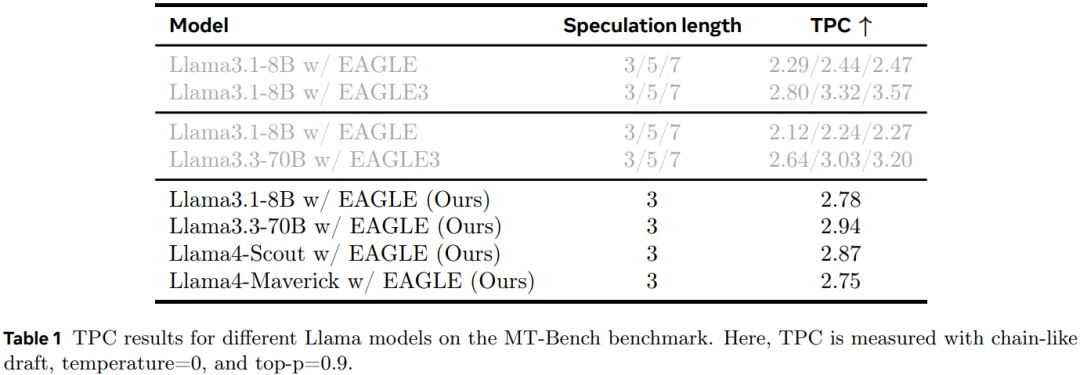 Model Speculation length TPC ↑
Llama3.1-8B w/ EAGLE 3/5/7 2.29/2.44/2.47
Llama3.1-8B w/ EAGLE3 3/5/7 2.80/3.32/3.57
Llama3.1-8B w/ EAGLE 3/5/7 2.12/2.24/2.27
Llama3.3-70B w/ EAGLE3 3/5/7 2.64/3.03/3.20
Llama3.1-8B w/ EAGLE (Ours) 3 2.78
Llama3.3-70B w/ EAGLE (Ours) 3 2.94
Llama4-Scout w/ EAGLE (Ours) 3 2.87
Llama4-Maverick w/ EAGLE (Ours) 3 2.75
Table 1 TPC results for different Llama models on the MT-Bench benchmark. Here, TPC is measured with chain-like
draft, temperature=0, and top-p=0.9.